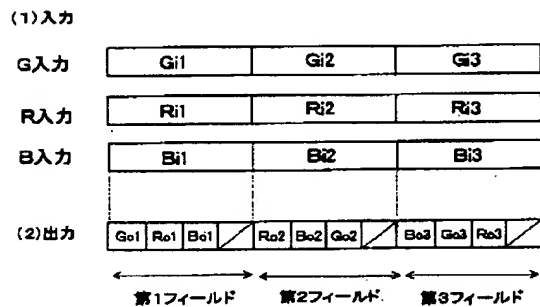 (1)入力
G入力 Gi1 Gi2 Gi3
R入力 Ri1 Ri2 Ri3
B入力 Bi1 Bi2 Bi3
(2)出力 Go1 Ro1 Bo1 Ro2 Bo2 Go2 Bo3 Go3 Ro3
第1フィールド 第2フィールド 第3フィールド